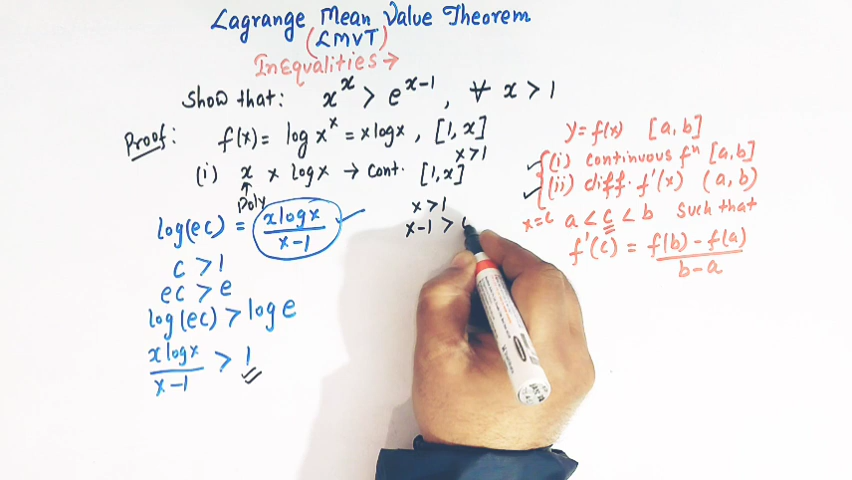 Lagrange Mean Value Theorem
(LMVT)
Inequalities →
Show that: x^x > e^(x-1), ∀ x > 1
Proof: f(x) = log x^x = x log x, [1, x]
x > 1
(i) x × log x → Cont. [1, x]
↑
Poly
log(ec) = x log x / x-1
c > 1
ec > e
log(ec) > log e
x log x / x-1 > 1
x > 1
x-1 >
y = f(x) [a, b]
(i) continuous fⁿ [a, b]
(ii) diff. f'(x) (a, b)
x=c a < c < b such that
f'(c) = f(b) - f(a) / b-a